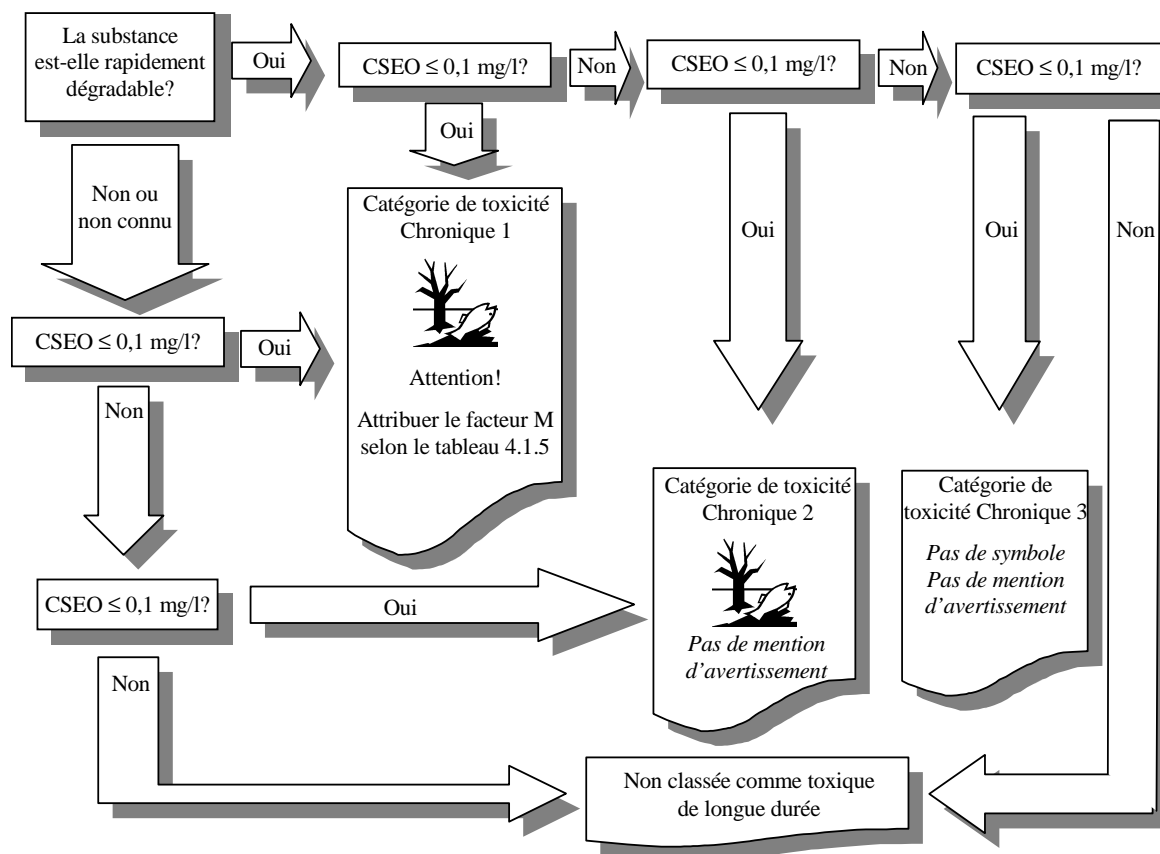 La substance
est-elle rapidement
dégradable?
Oui
CSEO ≤ 0,1 mg/l?
Non
CSEO ≤ 0,1 mg/l?
Non
CSEO ≤ 0,1 mg/l?
Oui
Non ou
non connu
Catégorie de toxicité
Chronique 1
Attention!
Attribuer le facteur M
selon le tableau 4.1.5
Oui
Oui
Non
CSEO ≤ 0,1 mg/l?
Oui
Non
Catégorie de toxicité
Chronique 2
Pas de mention
d’avertissement
Catégorie de
toxicité Chronique 3
Pas de symbole
Pas de mention
d’avertissement
CSEO ≤ 0,1 mg/l?
Oui
Non
Non classée comme toxique
de longue durée